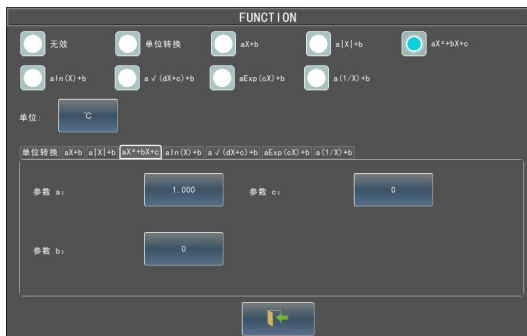 FUNCTION
无效 单位转换 aX+b a|X|+b aX²+bX+c
aln(X)+b a√(dX+c)+b aExp(cX)+b a(1/X)+b
单位: ℃
单位转换 aX+b a|X|+b aX²+bX+c aln(X)+b a√(dX+c)+b aExp(cX)+b a(1/X)+b
参数 a: 1.000 参数 c: 0
参数 b: 0